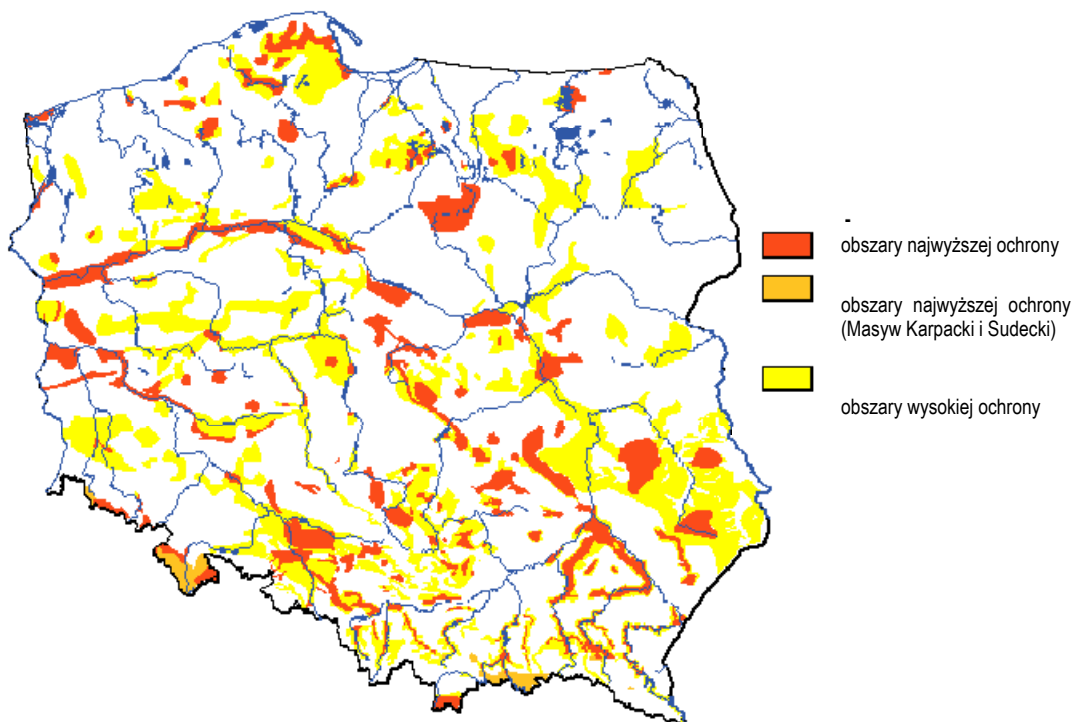 -
obszary najwyższej ochrony
obszary najwyższej ochrony
(Masyw Karpacki i Sudecki)
obszary wysokiej ochrony